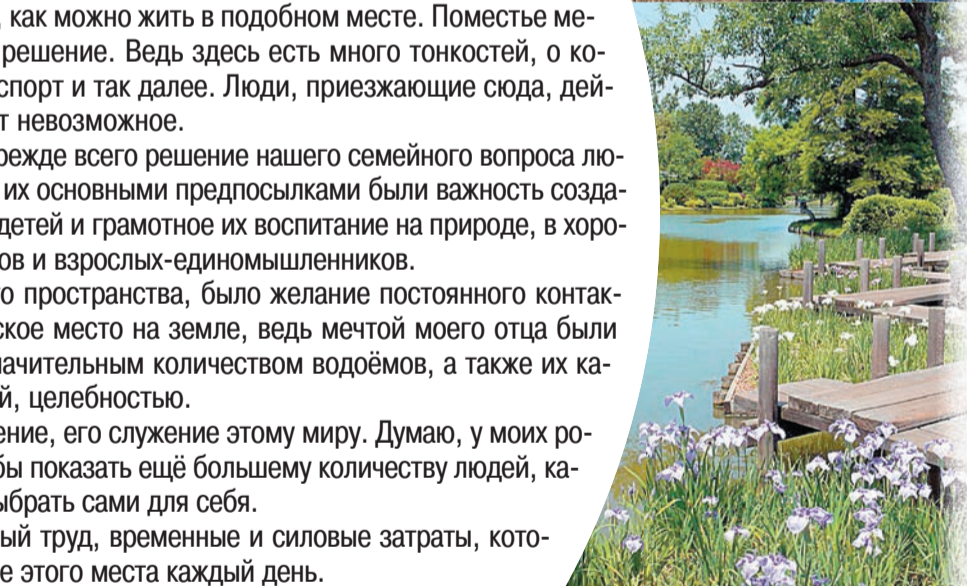 , как можно жить в подобном месте. Поместье ме-
решение. Ведь здесь есть много тонкостей, о ко-
спорт и так далее. Люди, приезжающие сюда, дей-
т невозможное.
режде всего решение нашего семейного вопроса лю-
их основными предпосылками были важность созда-
детей и грамотное их воспитание на природе, в хоро-
ов и взрослых-единомышленников.
о пространства, было желание постоянного контак-
ское место на земле, ведь мечтой моего отца были
ачительным количеством водоёмов, а также их ка-
й, целебностью.
ение, его служение этому миру. Думаю, у моих ро-
бы показать ещё большему количеству людей, ка-
ыбрать сами для себя.
ый труд, временные и силовые затраты, кото-
е этого места каждый день.